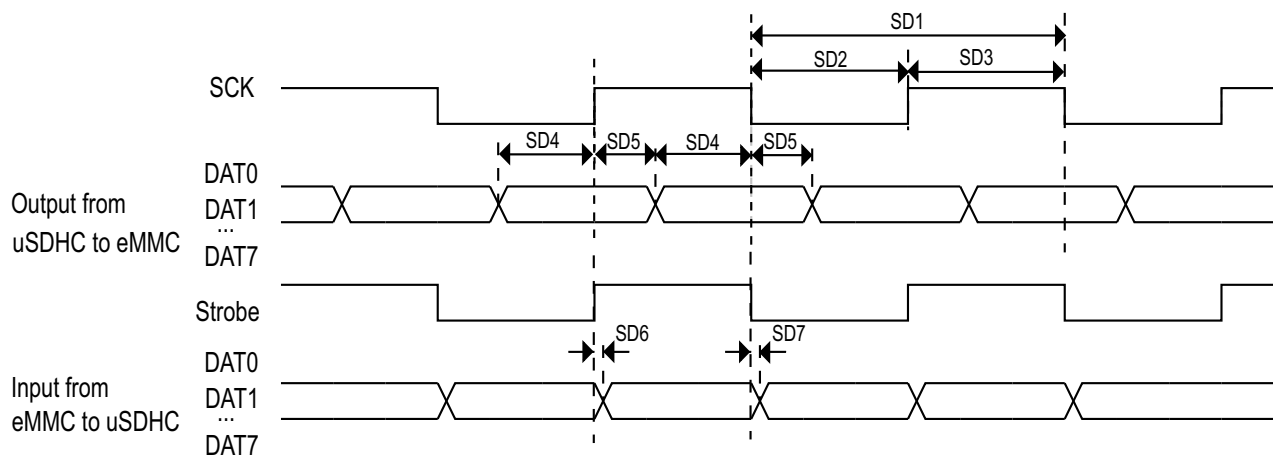 SD1
SD2
SD3
SCK
SD4
SD5
SD4
SD5
Output from
uSDHC to eMMC
DAT0
DAT1
...
DAT7
Strobe
SD6
SD7
Input from
eMMC to uSDHC
DAT0
DAT1
...
DAT7